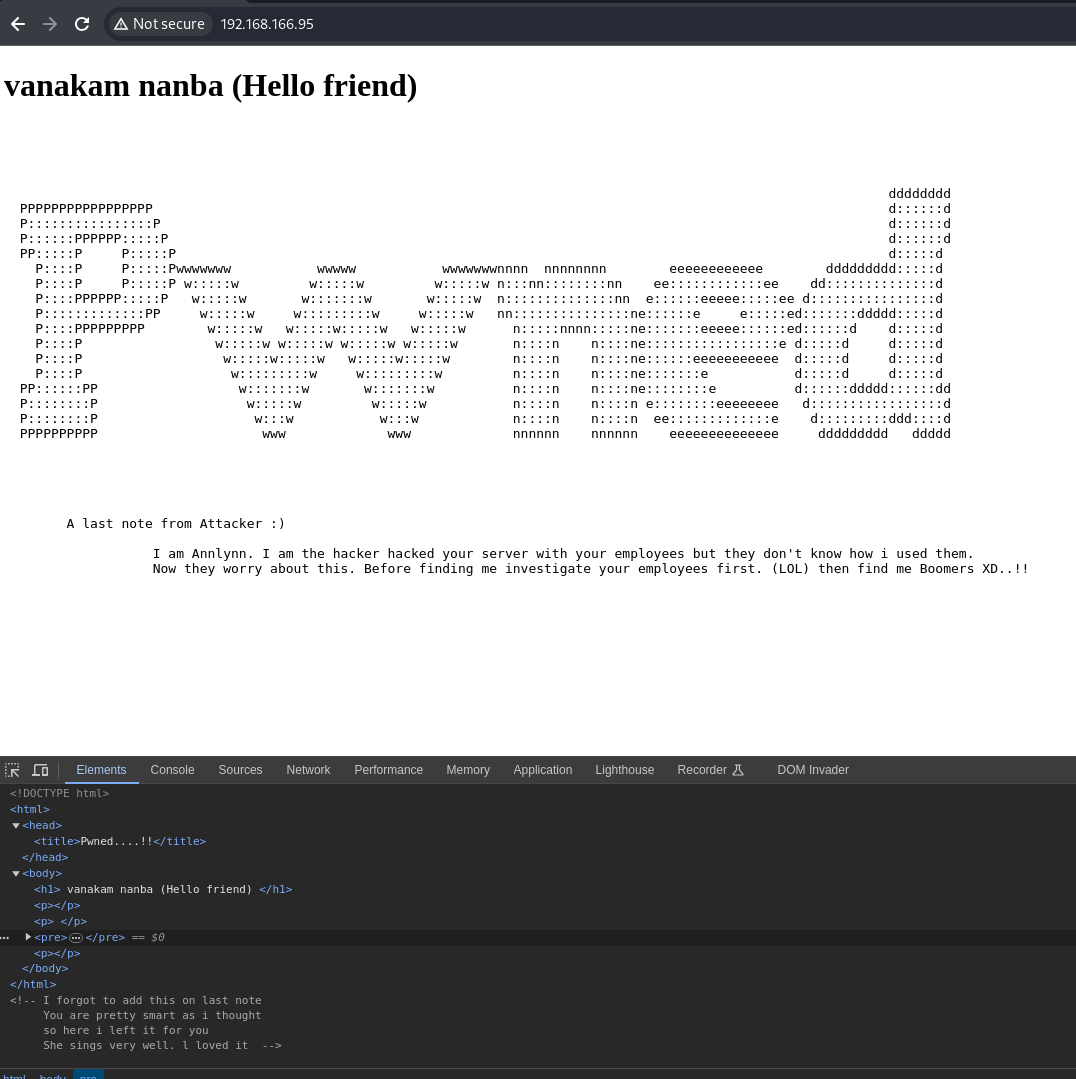 Not secure 192.168.166.95
vanakam nanba (Hello friend)
                                                                                                               dddddddd
PPPPPPPPPPPPPPPPP                                                                                              d::::::d
P::::::::::::::::P                                                                                             d::::::d
P::::::PPPPPP:::::P                                                                                            d::::::d
PP:::::P     P:::::P                                                                                           d:::::d
  P::::P     P:::::Pwwwwwww           wwwww           wwwwwwwnnnn  nnnnnnnn        eeeeeeeeeeee        ddddddddd:::::d
  P::::P     P:::::P w:::::w         w:::::w         w:::::w n:::nn::::::::nn    ee::::::::::::ee    dd::::::::::::::d
  P::::PPPPPP:::::P   w:::::w       w:::::::w       w:::::w  n::::::::::::::nn  e::::::eeeee:::::ee d::::::::::::::::d
  P:::::::::::::PP     w:::::w     w:::::::::w     w:::::w   nn:::::::::::::::ne::::::e     e:::::ed:::::::ddddd:::::d
  P::::PPPPPPPPP        w:::::w   w:::::w:::::w   w:::::w      n:::::nnnn:::::ne:::::::eeeee::::::ed::::::d    d:::::d
  P::::P                 w:::::w w:::::w w:::::w w:::::w       n::::n    n::::ne:::::::::::::::::e d:::::d     d:::::d
  P::::P                  w:::::w:::::w   w:::::w:::::w        n::::n    n::::ne::::::eeeeeeeeeee  d:::::d     d:::::d
  P::::P                   w:::::::::w     w:::::::::w         n::::n    n::::ne:::::::e           d:::::d     d:::::d
PP::::::PP                  w:::::::w       w:::::::w          n::::n    n::::ne::::::::e          d::::::ddddd::::::dd
P::::::::P                   w:::::w         w:::::w           n::::n    n::::n e::::::::eeeeeeee   d:::::::::::::::::d
P::::::::P                    w:::w           w:::w            n::::n    n::::n  ee:::::::::::::e    d:::::::::ddd::::d
PPPPPPPPPP                     www             www             nnnnnn    nnnnnn    eeeeeeeeeeeeee     ddddddddd   ddddd
A last note from Attacker :)
I am Annlynn. I am the hacker hacked your server with your employees but they don't know how i used them.
Now they worry about this. Before finding me investigate your employees first. (LOL) then find me Boomers XD..!!
Elements Console Sources Network Performance Memory Application Lighthouse Recorder DOM Invader
<!DOCTYPE html>
<html>
<head>
<title>Pwned....!!</title>
</head>
<body>
<h1> vanakam nanba (Hello friend) </h1>
<p></p>
<p> </p>
<pre>…</pre> == $0
<p></p>
</body>
</html>
<!-- I forgot to add this on last note
You are pretty smart as i thought
so here i left it for you
She sings very well. l loved it -->
html body pre